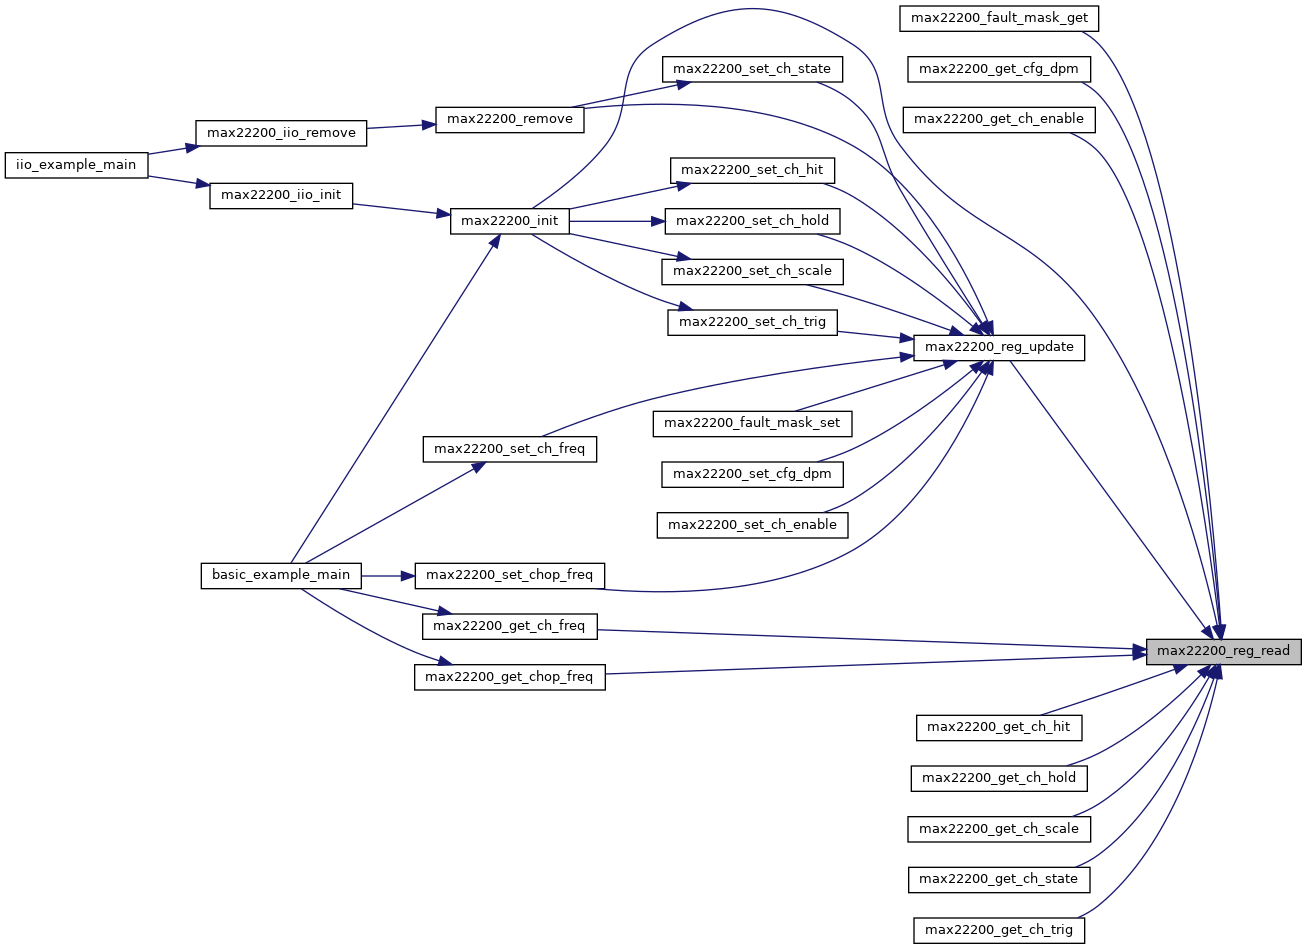 max22200_fault_mask_get
max22200_set_ch_state
max22200_get_cfg_dpm
max22200_remove
max22200_get_ch_enable
max22200_iio_remove
iio_example_main
max22200_set_ch_hit
max22200_iio_init
max22200_init
max22200_set_ch_hold
max22200_set_ch_scale
max22200_set_ch_trig
max22200_reg_update
max22200_fault_mask_set
max22200_set_ch_freq
max22200_set_cfg_dpm
max22200_set_ch_enable
basic_example_main
max22200_set_chop_freq
max22200_get_ch_freq
max22200_reg_read
max22200_get_chop_freq
max22200_get_ch_hit
max22200_get_ch_hold
max22200_get_ch_scale
max22200_get_ch_state
max22200_get_ch_trig